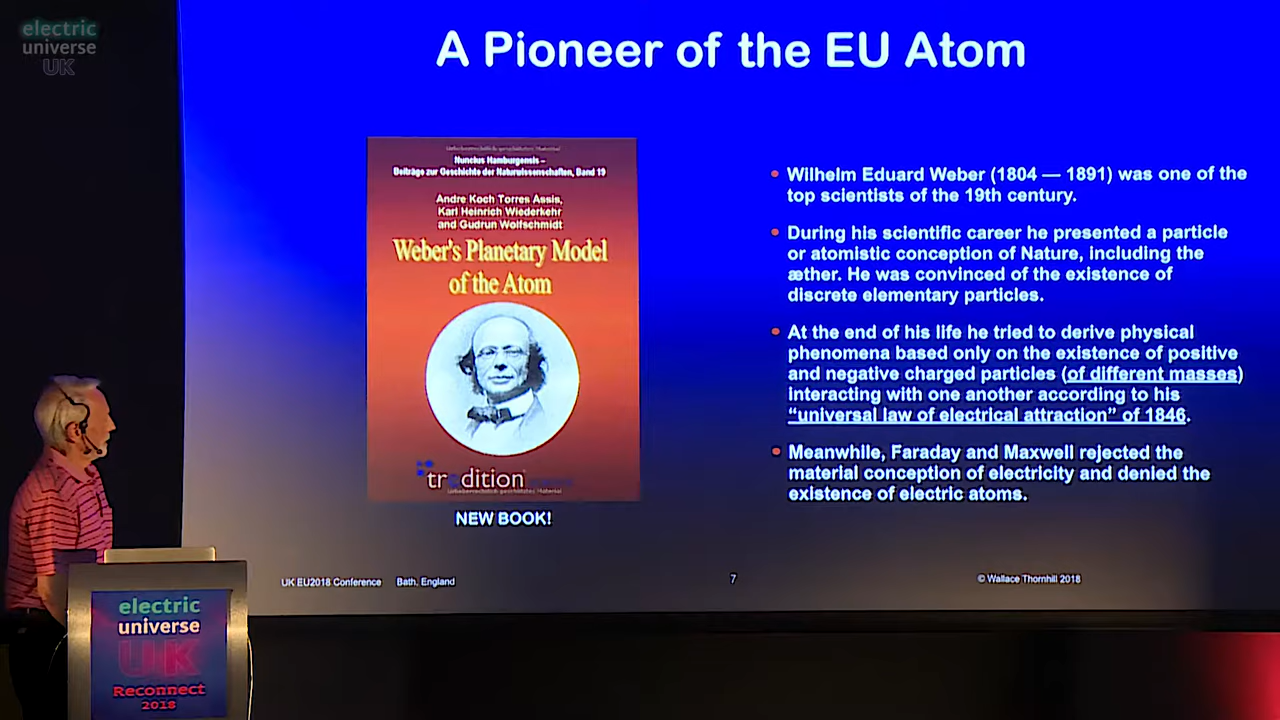 electric
universe
UK
A Pioneer of the EU Atom
Nuncius Hamburgensis –
Beiträge zur Geschichte der Naturwissenschaften, Band 19
Andre Koch Torres Assis,
Karl Heinrich Wiederkehr
and Gudrun Wolfschmidt
Weber's Planetary Model
of the Atom
tredition
NEW BOOK!
• Wilhelm Eduard Weber (1804 — 1891) was one of the
top scientists of the 19th century.
• During his scientific career he presented a particle
or atomistic conception of Nature, including the
æther. He was convinced of the existence of
discrete elementary particles.
• At the end of his life he tried to derive physical
phenomena based only on the existence of positive
and negative charged particles (of different masses)
interacting with one another according to his
“universal law of electrical attraction” of 1846.
• Meanwhile, Faraday and Maxwell rejected the
material conception of electricity and denied the
existence of electric atoms.
UK EU2018 Conference Bath, England
7
© Wallace Thornhill 2018
electric
universe
UK
Reconnect
2018